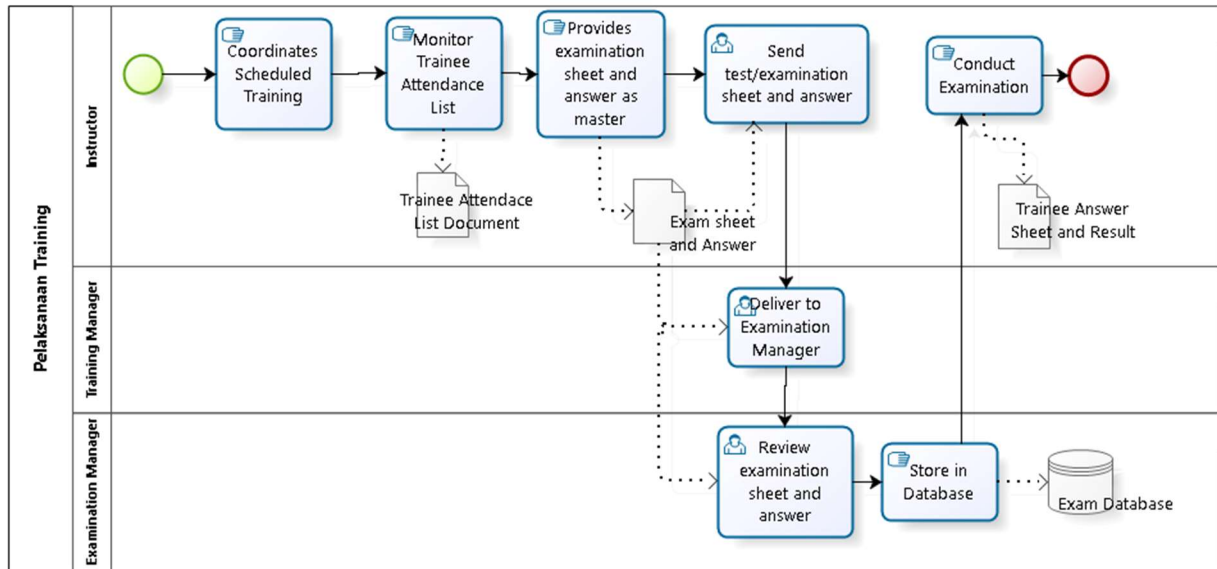 Pelaksanaan Training
Instructor
Coordinates
Scheduled
Training
Monitor
Trainee
Attendance
List
Provides
examination
sheet and
answer as
master
Send
test/examination
sheet and answer
Conduct
Examination
Trainee Attendace
List Document
Exam sheet
and Answer
Trainee Answer
Sheet and Result
Training Manager
Deliver to
Examination
Manager
Examination Manager
Review
examination
sheet and
answer
Store in
Database
Exam Database